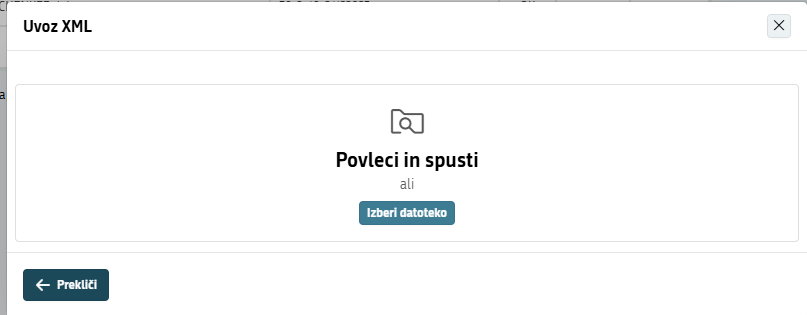 Uvoz XML
a
Povleci in spusti
ali
Izberi datoteko
Prekliči